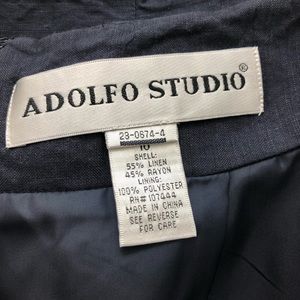 ADOLFO STUDIO®
23-0674-4
10
SHELL:
55% LINEN
45% RAYON
LINING:
100% POLYESTER
RN#107444
MADE IN CHINA
SEE REVERSE
FOR CARE